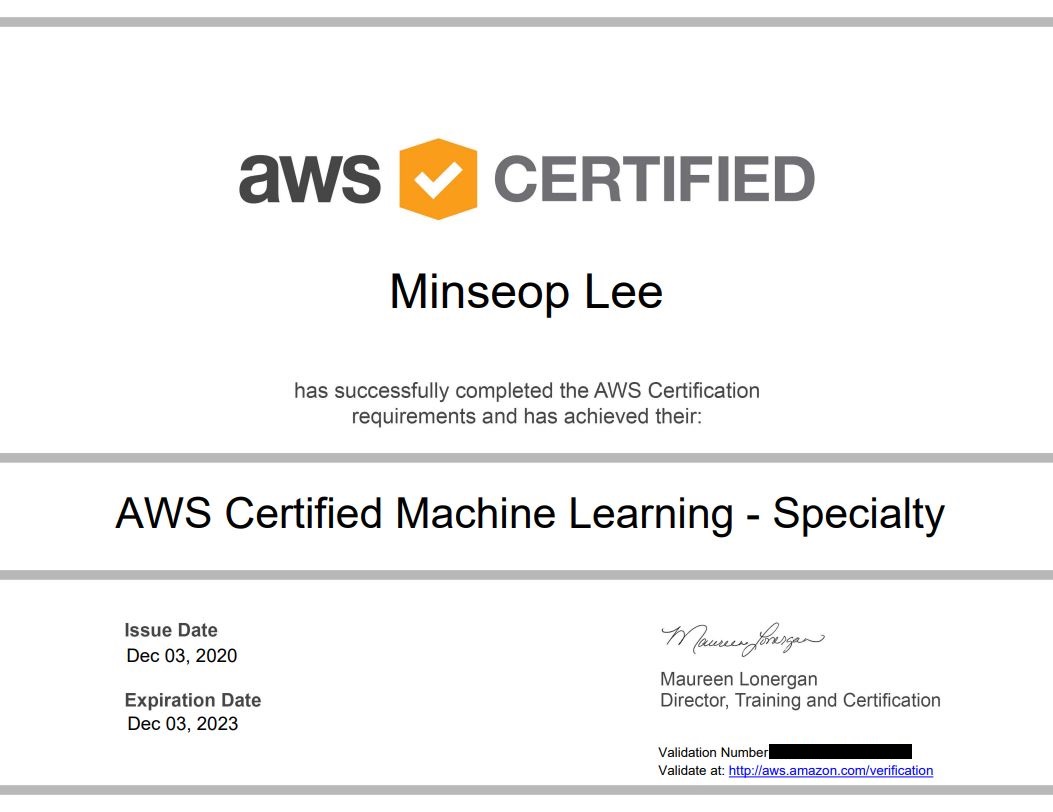 aws CERTIFIED
Minseop Lee
has successfully completed the AWS Certification
requirements and has achieved their:
AWS Certified Machine Learning - Specialty
Issue Date
Dec 03, 2020
Expiration Date
Dec 03, 2023
Maureen Lonergan
Maureen Lonergan
Director, Training and Certification
Validation Number
Validate at: http://aws.amazon.com/verification